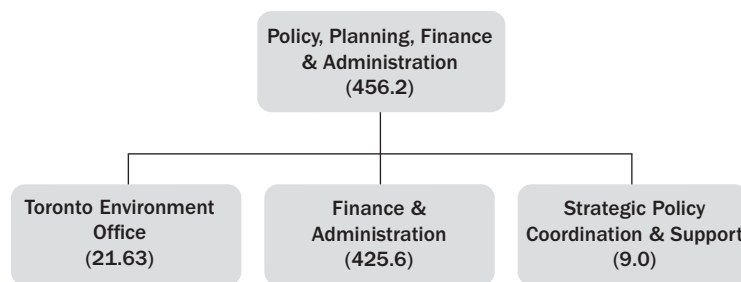 Policy, Planning, Finance
& Administration
(456.2)
Toronto Environment
Office
(21.63)
Finance &
Administration
(425.6)
Strategic Policy
Coordination & Support
(9.0)